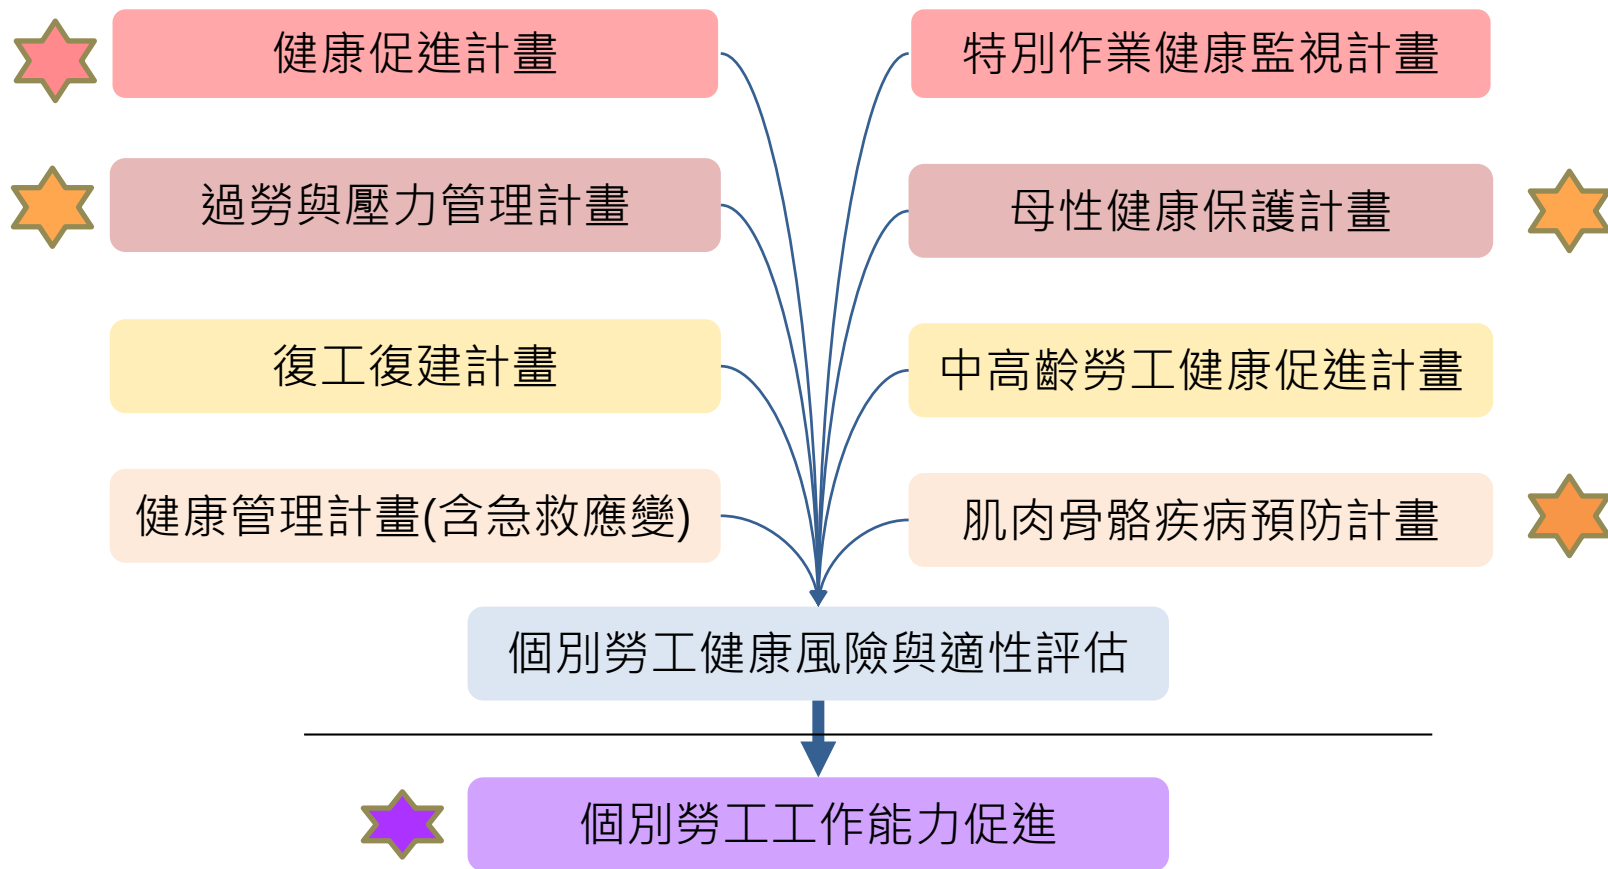 健康促進計畫
特別作業健康監視計畫
過勞與壓力管理計畫
母性健康保護計畫
復工復建計畫
中高齡勞工健康促進計畫
健康管理計畫(含急救應變)
肌肉骨骼疾病預防計畫
個別勞工健康風險與適性評估
個別勞工工作能力促進